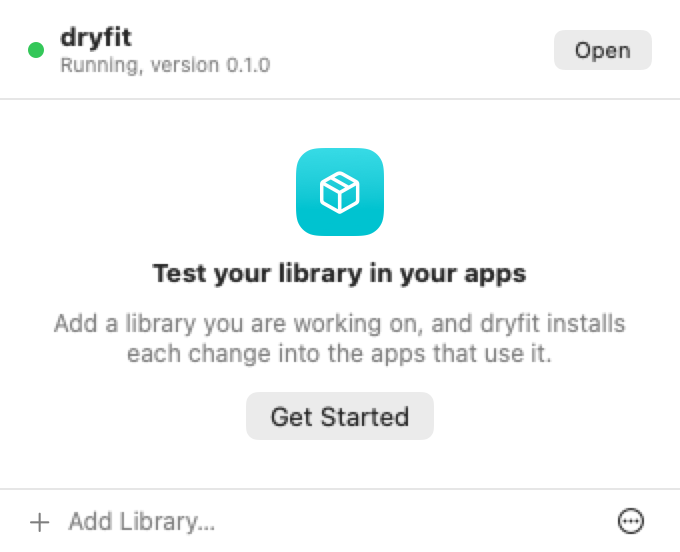 dryfit
Running, version 0.1.0
Open
Test your library in your apps
Add a library you are working on, and dryfit installs
each change into the apps that use it.
Get Started
Add Library...